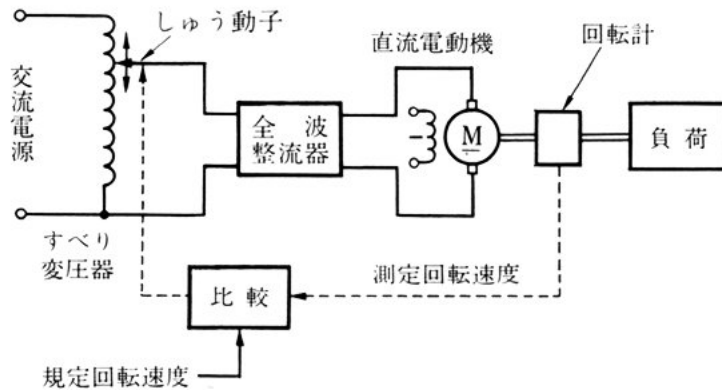 しゅう動子
直流電動機
回転計
交流電源
全波
整流器
M
負荷
すべり
変圧器
比較
測定回転速度
規定回転速度